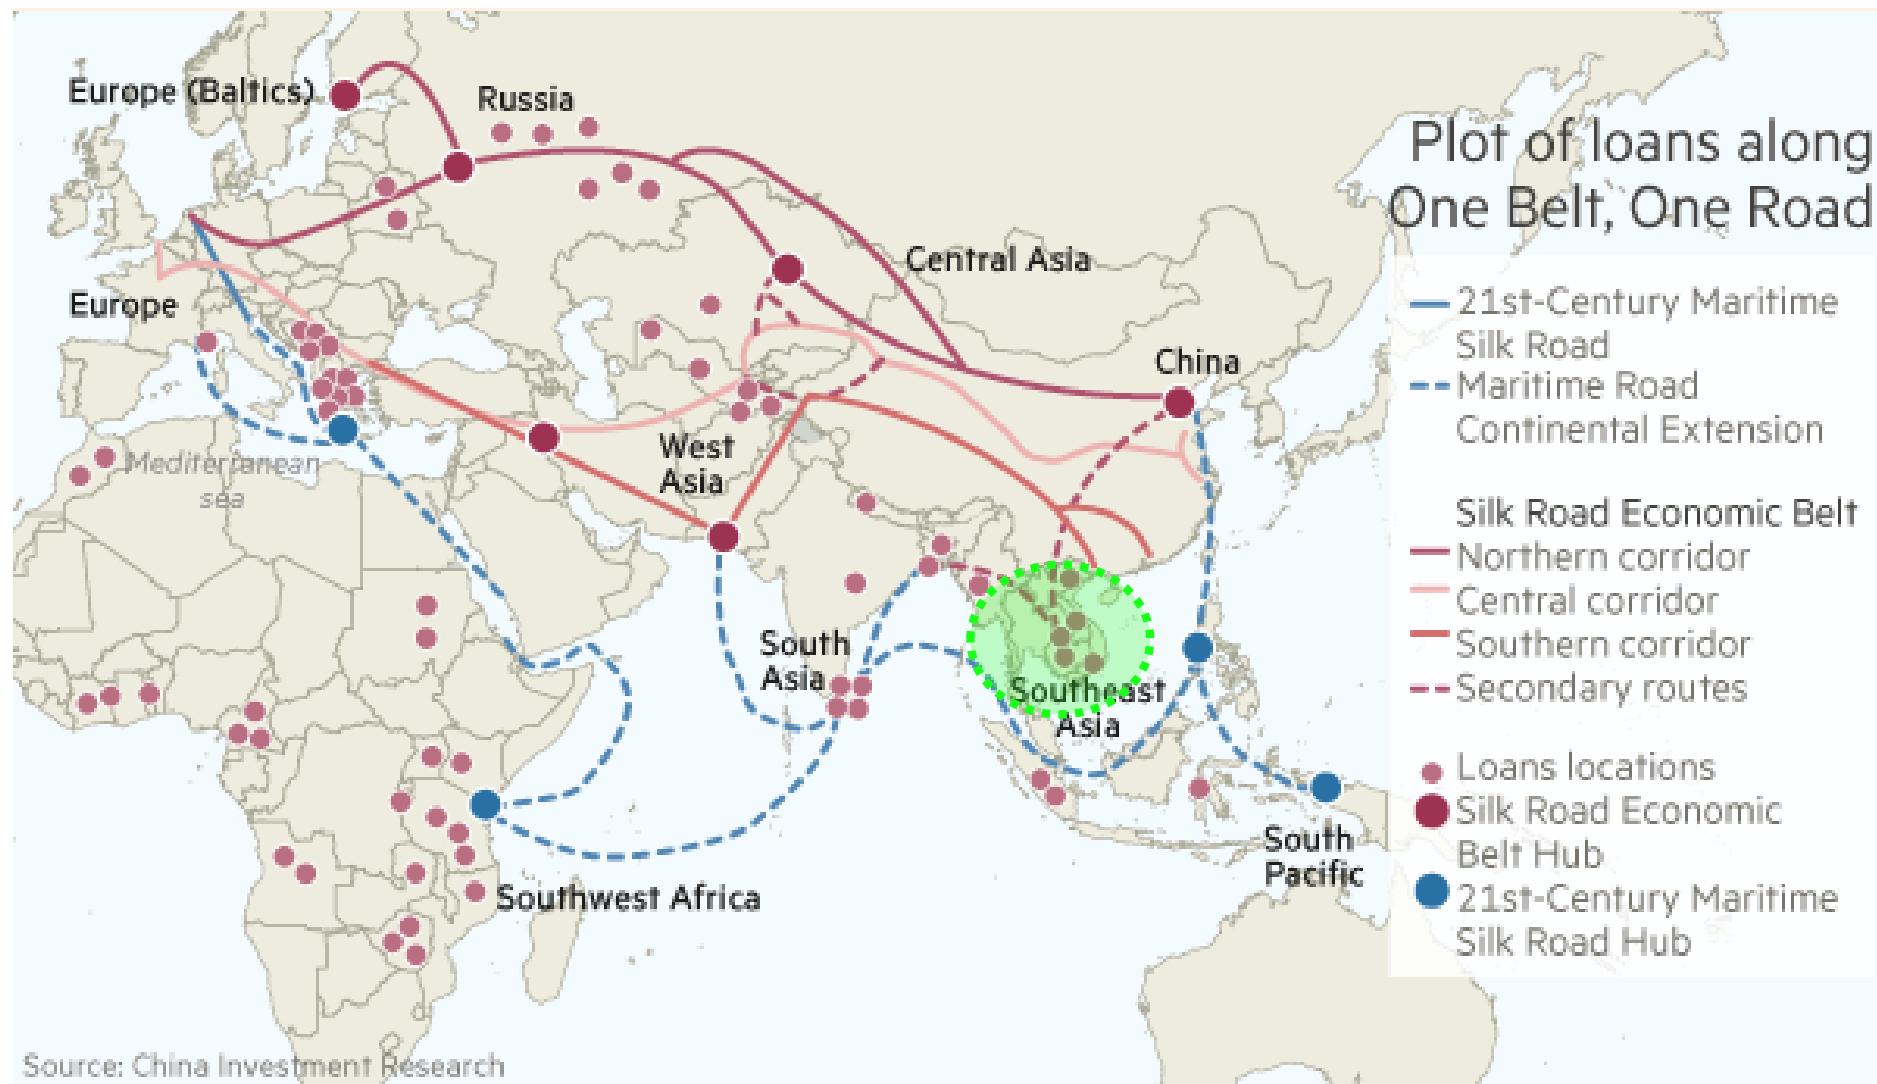 Europe (Baltics)
Russia
Plot of loans along
One Belt, One Road
Central Asia
Europe
21st-Century Maritime
Silk Road
China
Maritime Road
Continental Extension
West
Asia
Mediterranean
sea
Silk Road Economic Belt
Northern corridor
Central corridor
Southern corridor
Secondary routes
South
Asia
Southeast
Asia
Loans locations
Silk Road Economic
Belt Hub
South
Pacific
21st-Century Maritime
Silk Road Hub
Southwest Africa
Source: China Investment Research